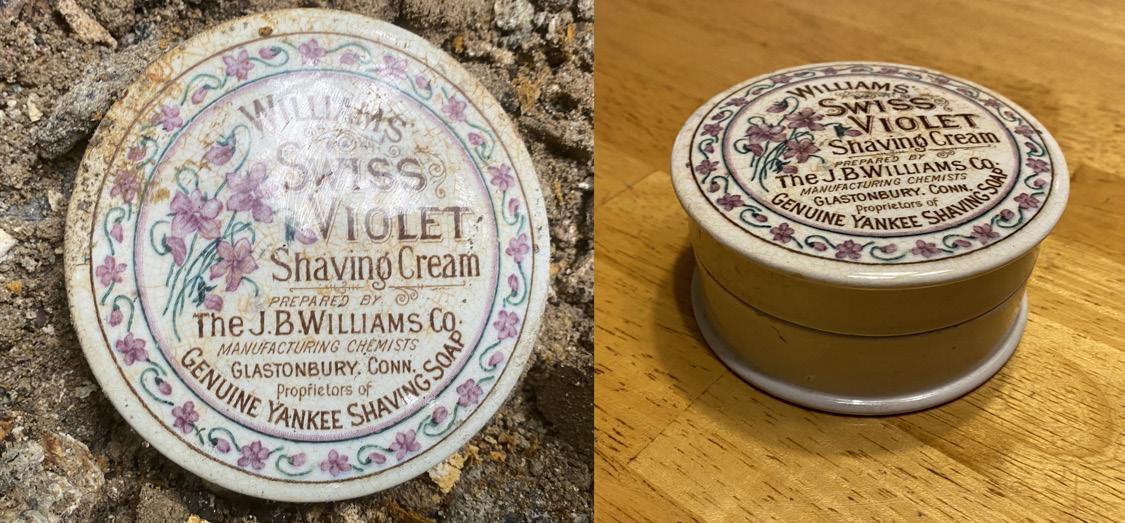 WILLIAMS'
SWISS
VIOLET
Shaving Cream
PREPARED BY
The J.B.WILLIAMS Co.
MANUFACTURING CHEMISTS
GLASTONBURY. CONN.
Proprietors of
GENUINE YANKEE SHAVING SOAP
WILLIAMS'
SWISS
VIOLET
Shaving Cream
PREPARED BY
The J.B.WILLIAMS Co.
MANUFACTURING CHEMISTS
GLASTONBURY. CONN.
Proprietors of
GENUINE YANKEE SHAVING SOAP